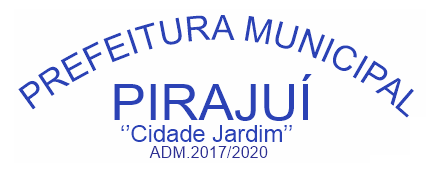 PREFEITURA MUNICIPAL
PIRAJUÍ
‘’Cidade Jardim’’
ADM.2017/2020